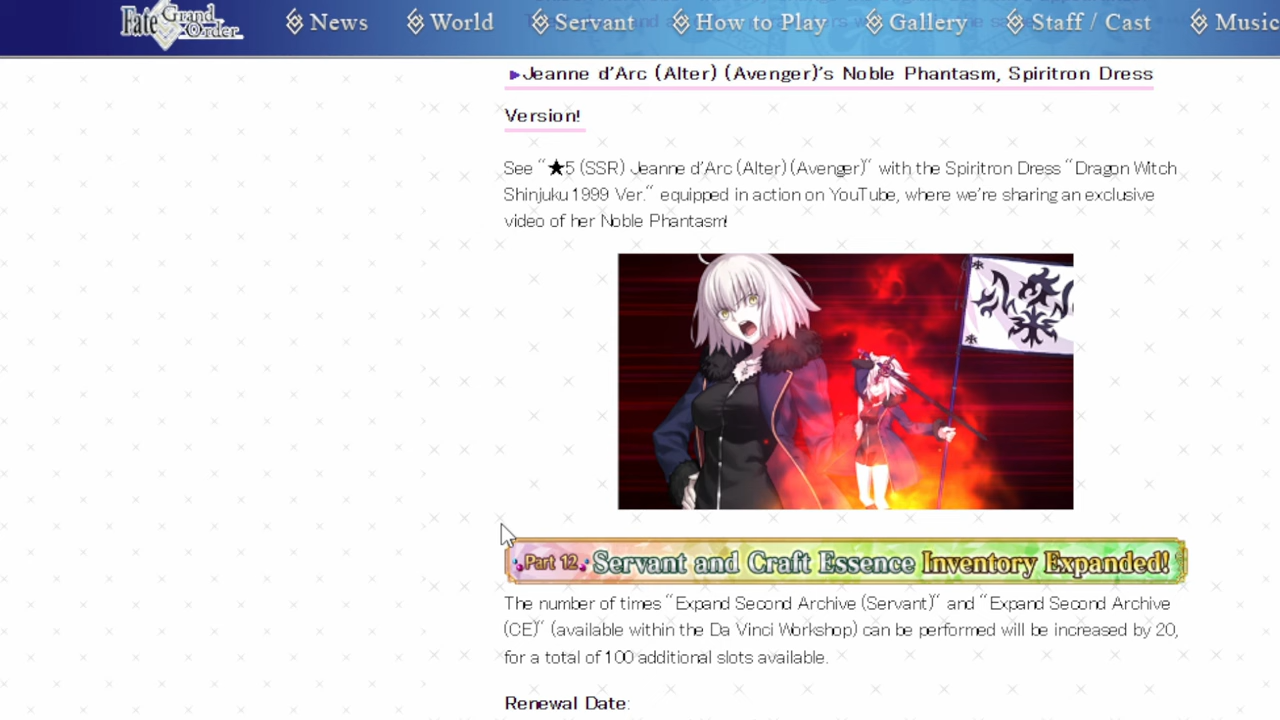 Fate Grand Order
News
World
Servant
How to Play
Gallery
Staff / Cast
Music
Jeanne d'Arc (Alter) (Avenger)'s Noble Phantasm, Spiritron Dress
Version!
See "★5 (SSR) Jeanne d'Arc (Alter) (Avenger)" with the Spiritron Dress "Dragon Witch
Shinjuku 1999 Ver." equipped in action on YouTube, where we're sharing an exclusive
video of her Noble Phantasm!
Part 12 Servant and Craft Essence Inventory Expanded!
The number of times "Expand Second Archive (Servant)" and "Expand Second Archive
(CE)" (available within the Da Vinci Workshop) can be performed will be increased by 20,
for a total of 100 additional slots available.
Renewal Date: